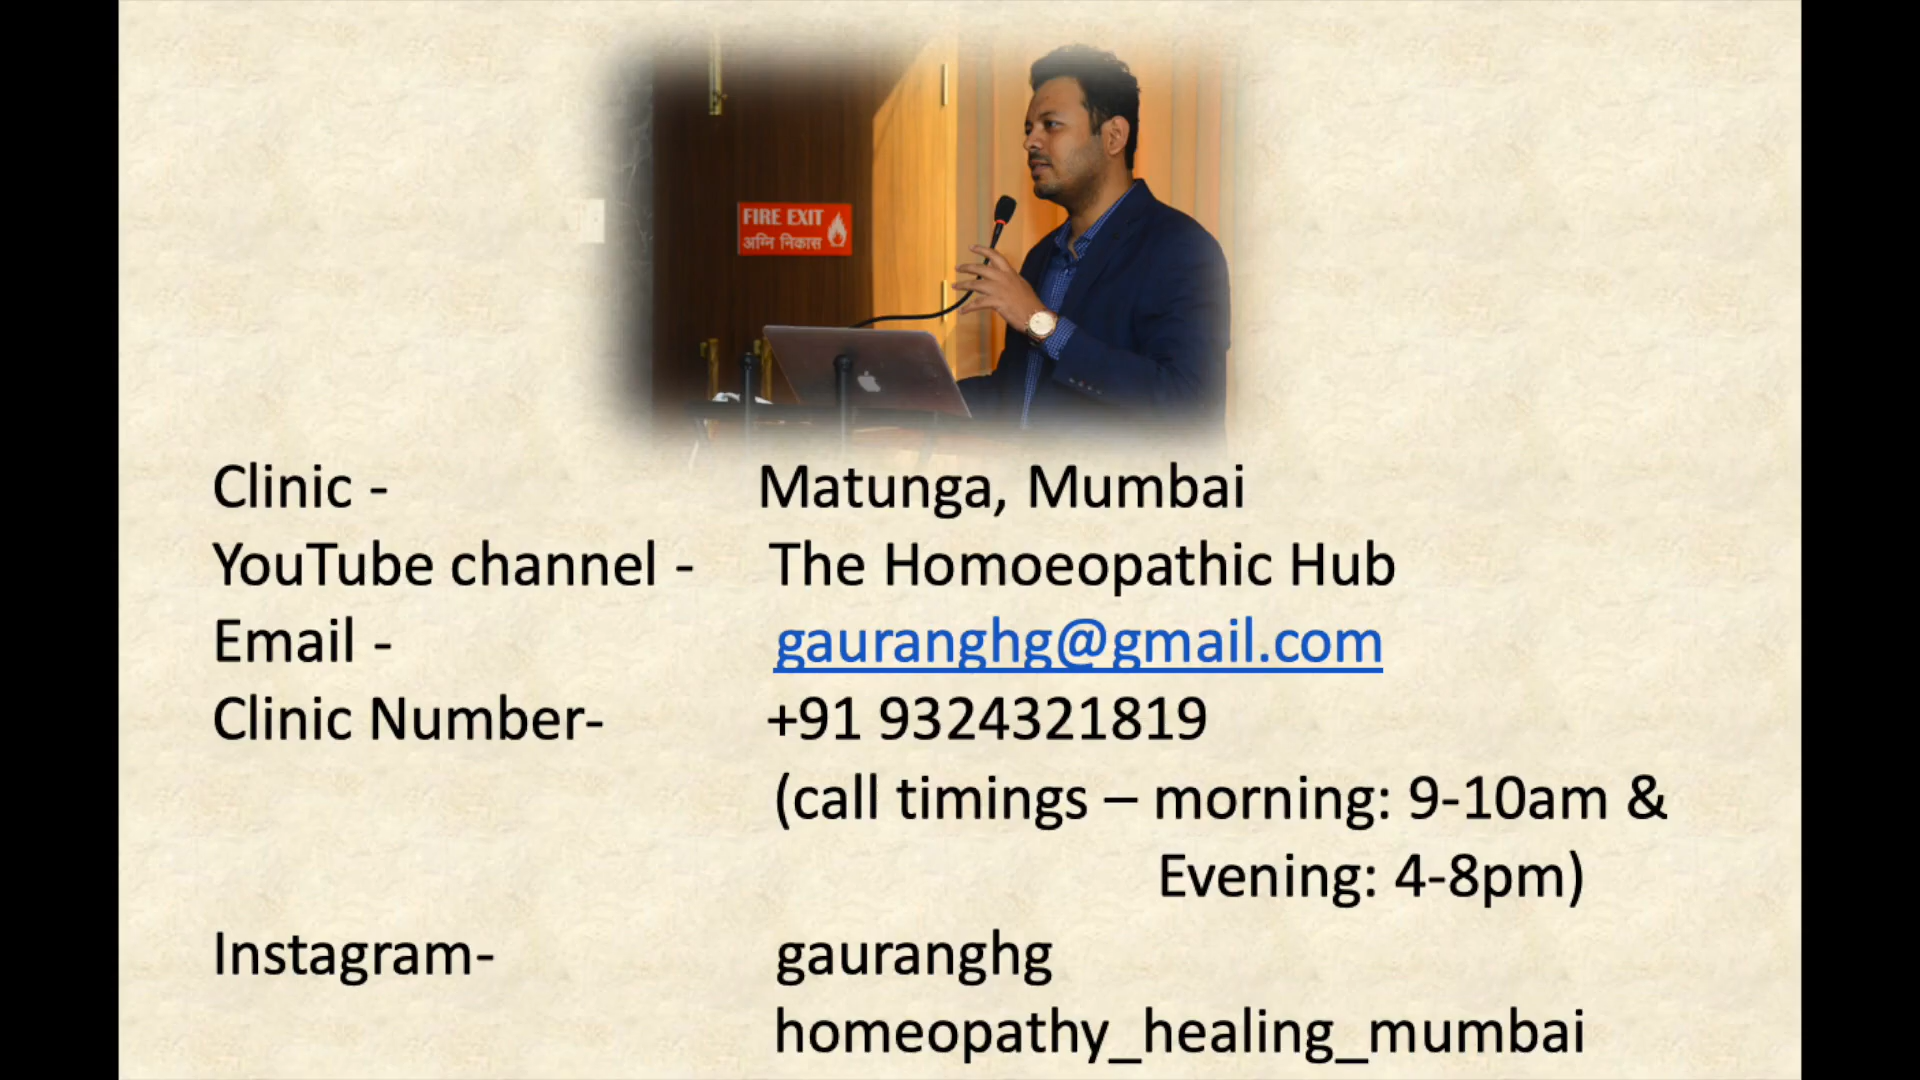 FIRE EXIT
अग्नि निकास
Clinic - Matunga, Mumbai
YouTube channel - The Homoeopathic Hub
Email - gauranghg@gmail.com
Clinic Number- +91 9324321819
(call timings – morning: 9-10am &
Evening: 4-8pm)
Instagram- gauranghg
homeopathy_healing_mumbai